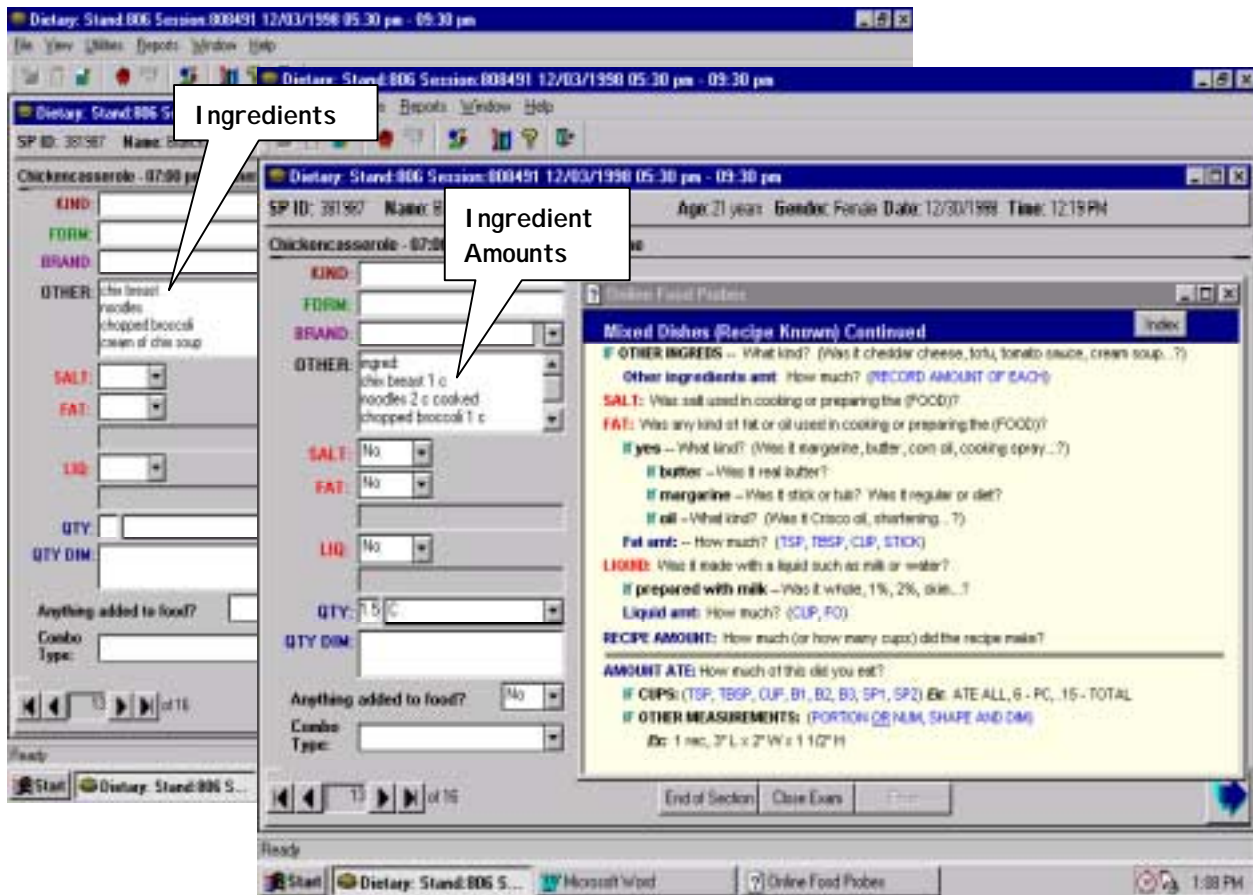 Dietary: Stand:806 Session:808491 12/03/1998 05:30 pm - 09:30 pm
File View Utilities Reports Window Help
Dietary: Stand:806 S
SP ID: 381987 Name:
Chickencasserole - 07:00 pm
KIND:
FORM:
BRAND:
OTHER:
chix breast
noodles
chopped broccoli
cream of chix soup
SALT:
FAT:
LIQ:
QTY:
QTY DIM:
Anything added to food?
Combo
Type:
13 of 16
Ready
Start Dietary: Stand:806 S...
Ingredients
Dietary: Stand:806 Session:808491 12/03/1998 05:30 pm - 09:30 pm
Reports Window Help
Dietary: Stand:806 Session:808491 12/03/1998 05:30 pm - 09:30 pm
SP ID: 381987 Name: Age: 21 years Gender: Female Date: 12/30/1998 Time: 12:19 PM
Chickencasserole - 07:00
Ingredient
Amounts
KIND:
FORM:
BRAND:
OTHER:
ingred:
chix breast 1 c
noodles 2 c cooked
chopped broccoli 1 c
SALT: No
FAT: No
LIQ: No
QTY: 1.5 C
QTY DIM:
Anything added to food? No
Combo
Type:
13 of 16
Online Food Probes
Mixed Dishes (Recipe Known) Continued
Index
IF OTHER INGREDS -- What kind? (Was it cheddar cheese, tofu, tomato sauce, cream soup...?)
Other ingredients amt: How much? (RECORD AMOUNT OF EACH)
SALT: Was salt used in cooking or preparing the (FOOD)?
FAT: Was any kind of fat or oil used in cooking or preparing the (FOOD)?
If yes -- What kind? (Was it margarine, butter, corn oil, cooking spray...?)
If butter -- Was it real butter?
If margarine -- Was it stick or tub? Was it regular or diet?
If oil -- What kind? (Was it Crisco oil, shortening...?)
Fat amt: -- How much? (TSP, TBSP, CUP, STICK)
LIQUID: Was it made with a liquid such as milk or water?
If prepared with milk -- Was it whole, 1%, 2%, skim...?
Liquid amt: How much? (CUP, FO)
RECIPE AMOUNT: How much (or how many cups) did the recipe make?
AMOUNT ATE: How much of this did you eat?
IF CUPS: (TSP, TBSP, CUP, B1, B2, B3, SP1, SP2) Ex: ATE ALL, 6 - PC, .15 - TOTAL
IF OTHER MEASUREMENTS: (PORTION OR NUM, SHAPE AND DIM)
Ex: 1 rec, 3" L x 2" W x 1 1/2" H
End of Section Close Exam
Ready
Start Dietary: Stand:806 S... Microsoft Word Online Food Probes 1:08 PM